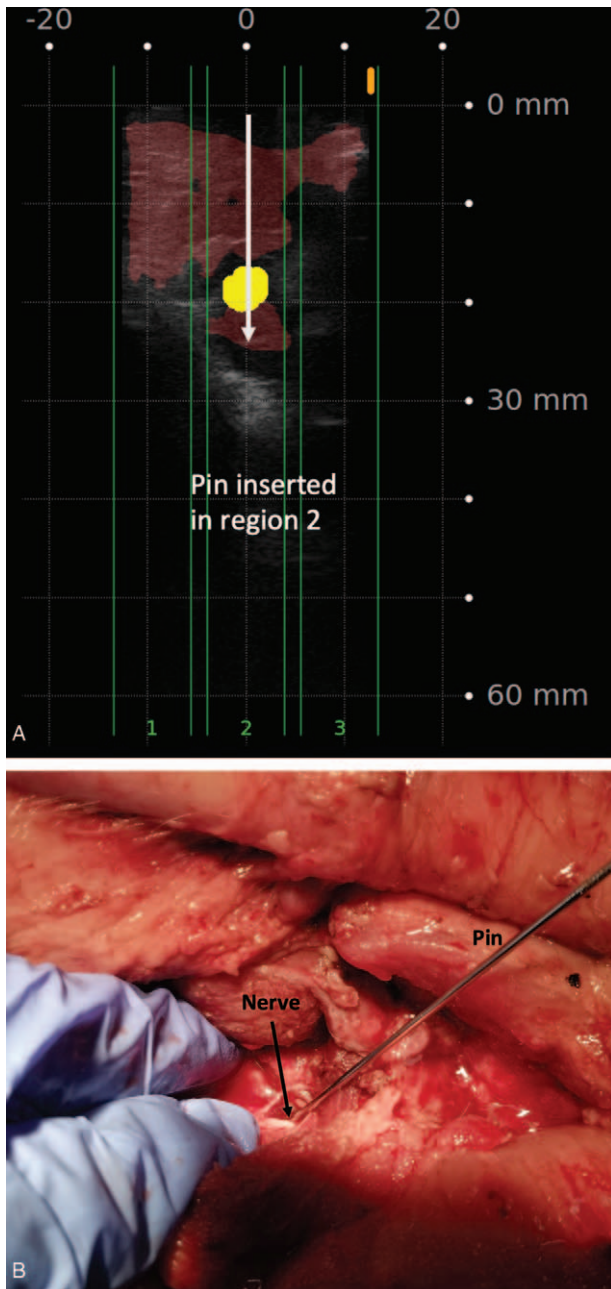 -20 0 20
0 mm
30 mm
Pin inserted
in region 2
60 mm
1 2 3
A
Pin
Nerve
B